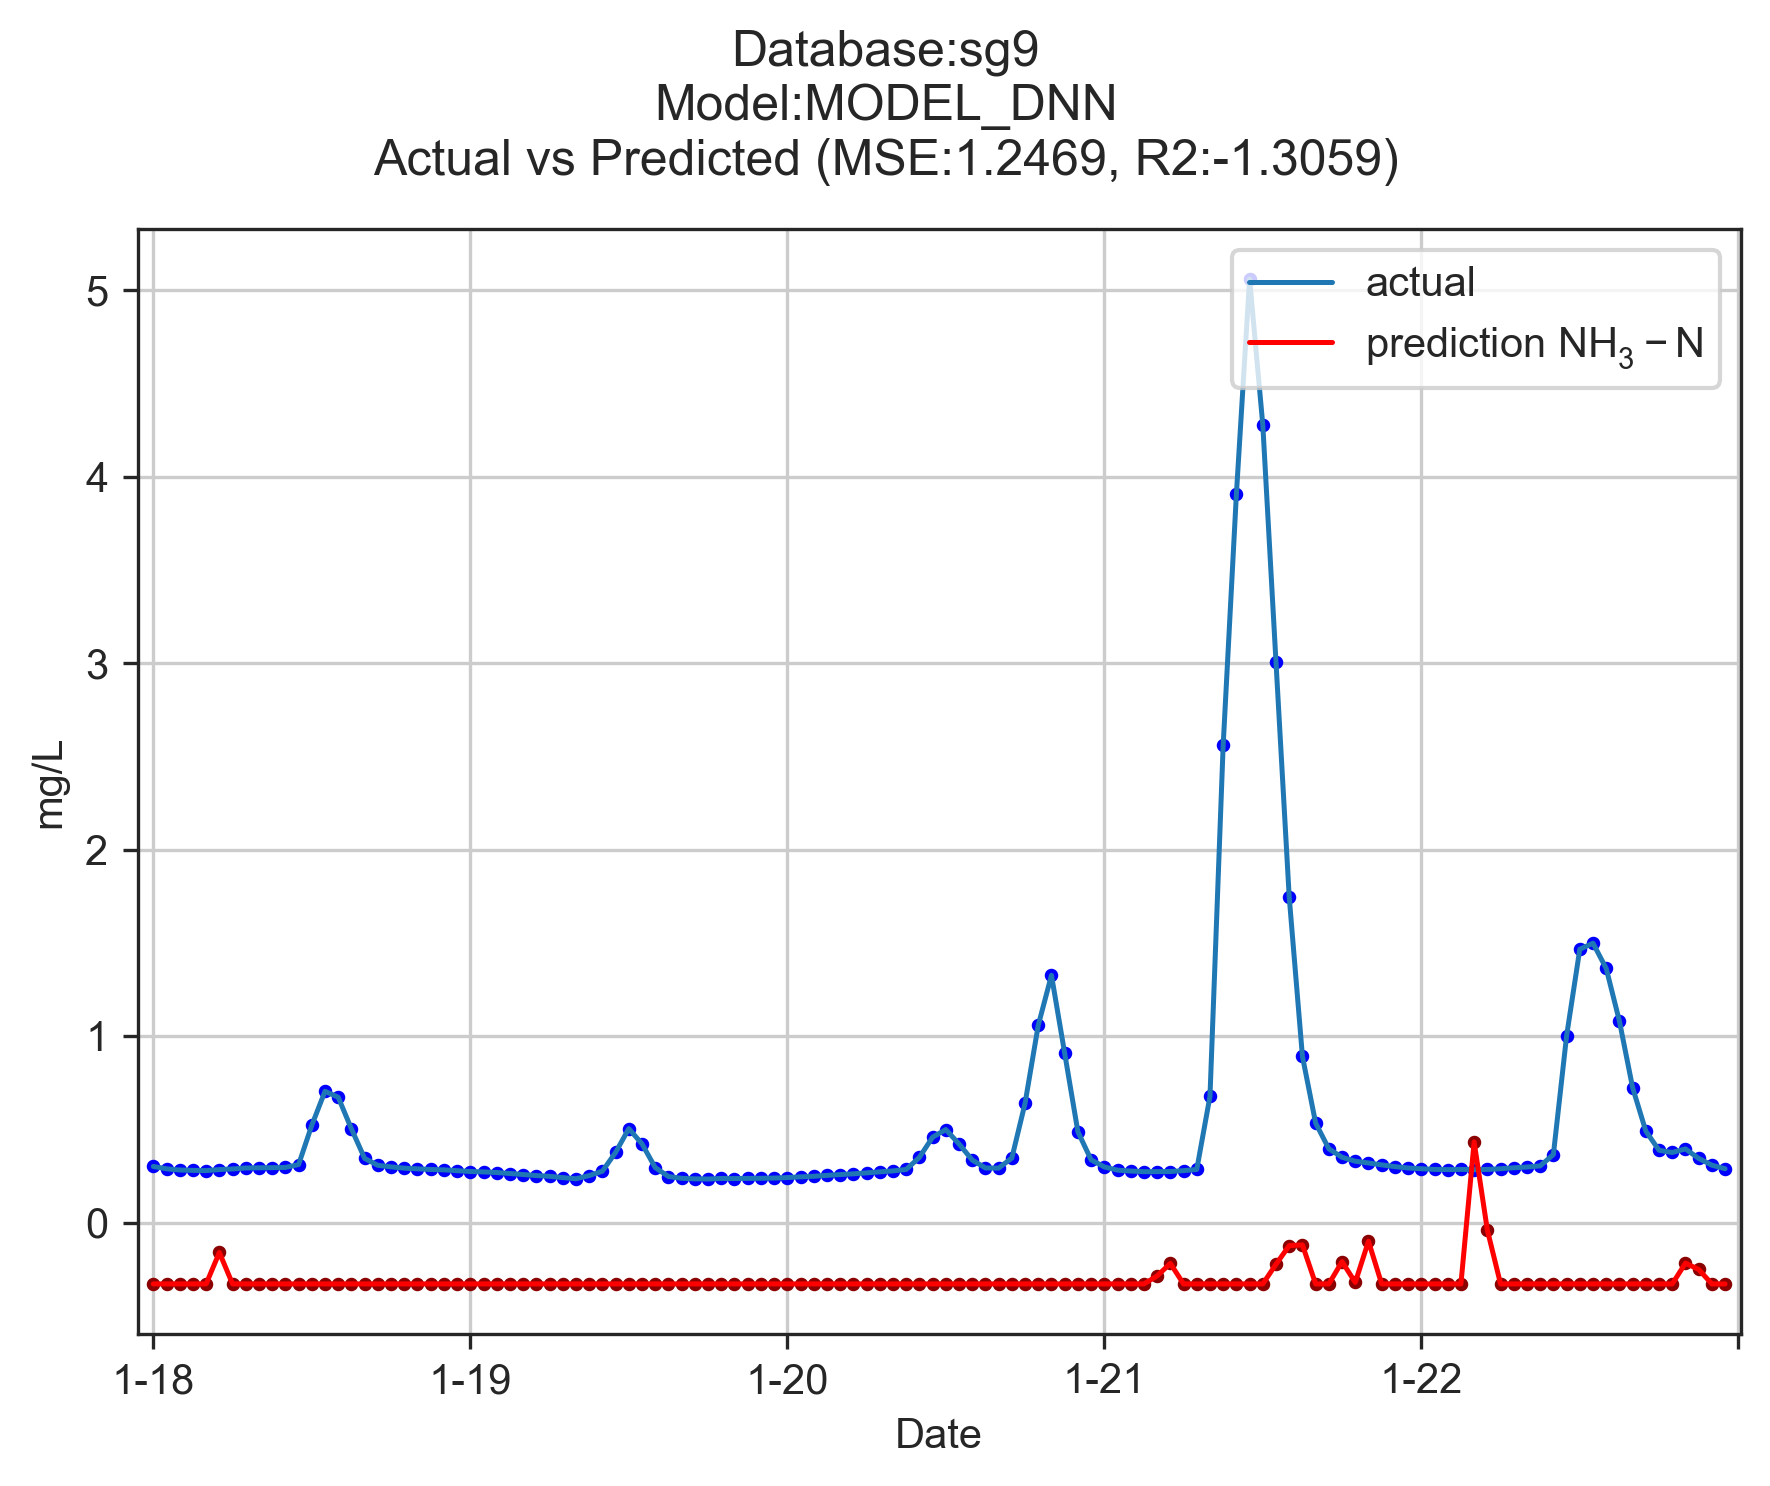 Database:sg9
Model:MODEL_DNN
Actual vs Predicted (MSE:1.2469, R2:-1.3059)
actual
prediction NH₃ − N
5
4
3
2
1
0
mg/L
1-18 1-19 1-20 1-21 1-22
Date